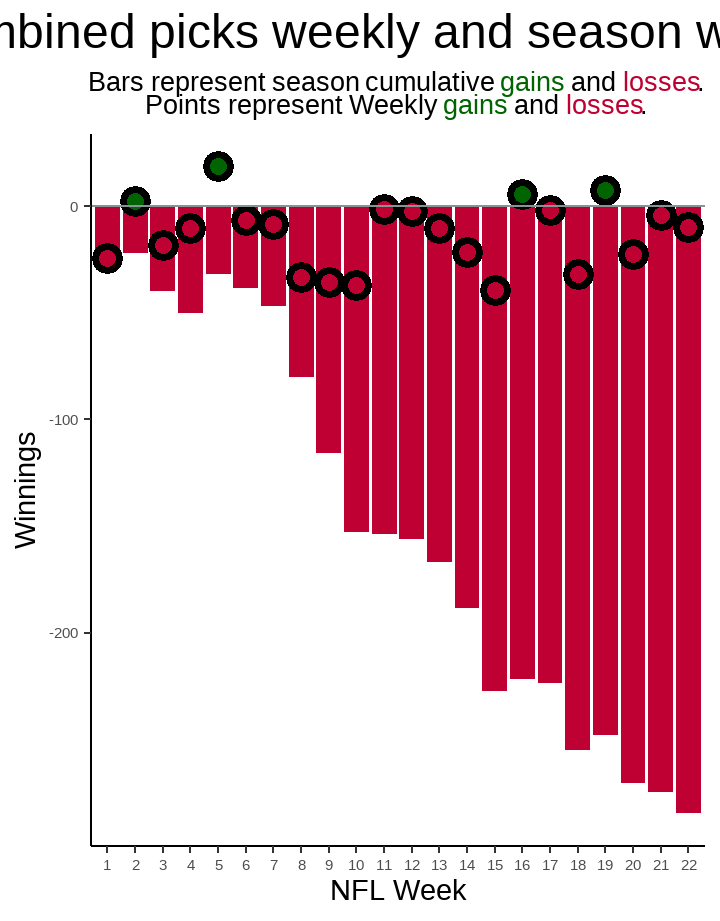 mbined picks weekly and season w
Bars represent season cumulative gains and losses.
Points represent Weekly gains and losses.
Winnings
0
-100
-200
1 2 3 4 5 6 7 8 9 10 11 12 13 14 15 16 17 18 19 20 21 22
NFL Week